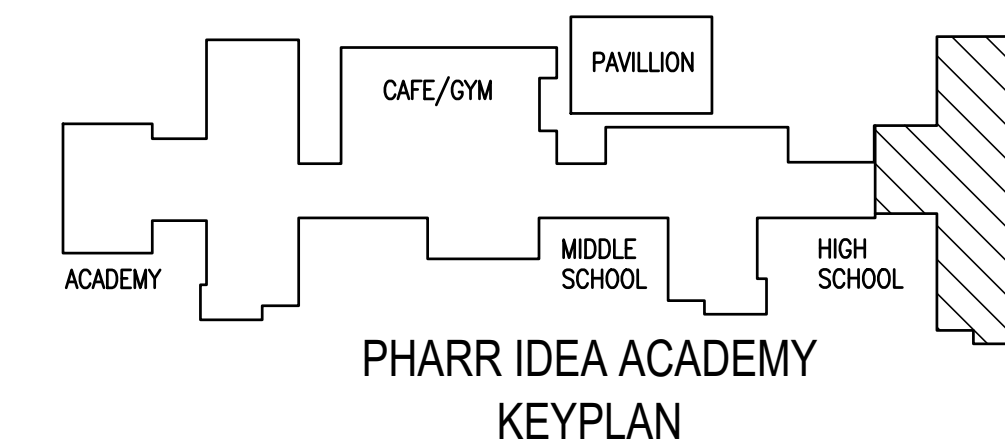 PAVILLION
CAFE/GYM
ACADEMY
MIDDLE
SCHOOL
HIGH
SCHOOL
PHARR IDEA ACADEMY
KEYPLAN